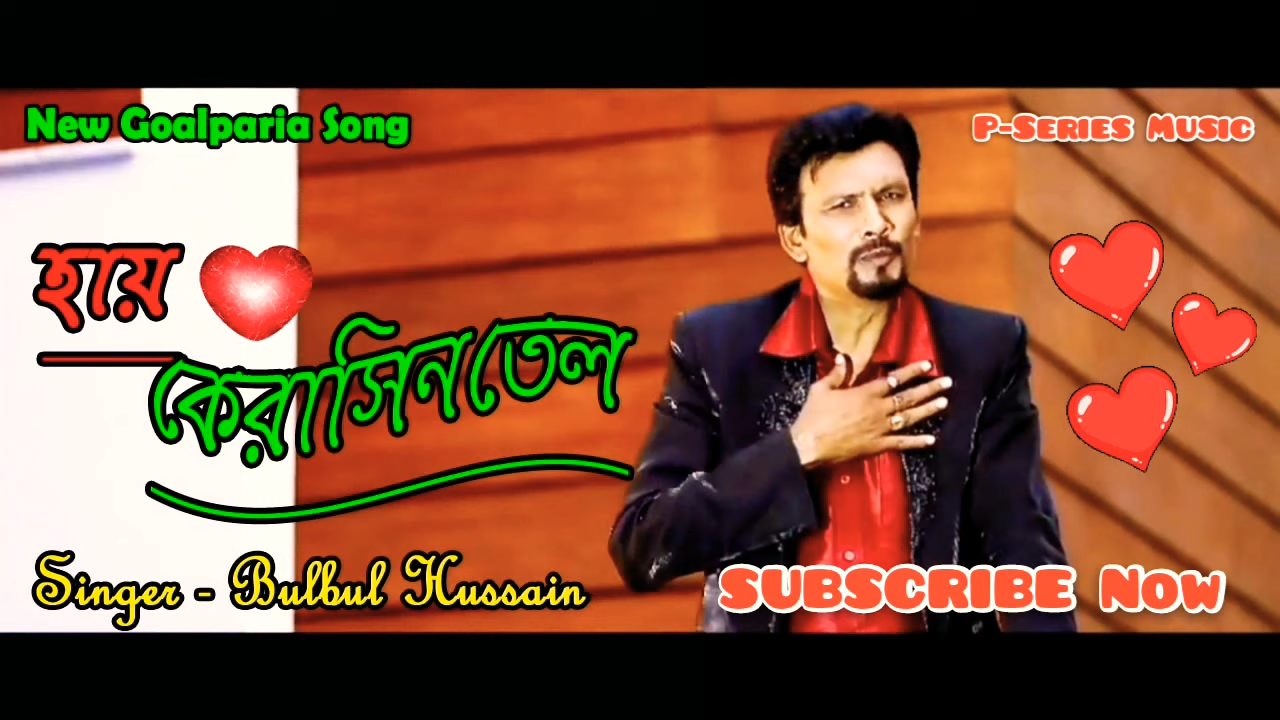 New Goalparia Song
P-Series Music
হায়
কেরাসিনতেল
Singer - Bulbul Hussain
SUBSCRIBE Now